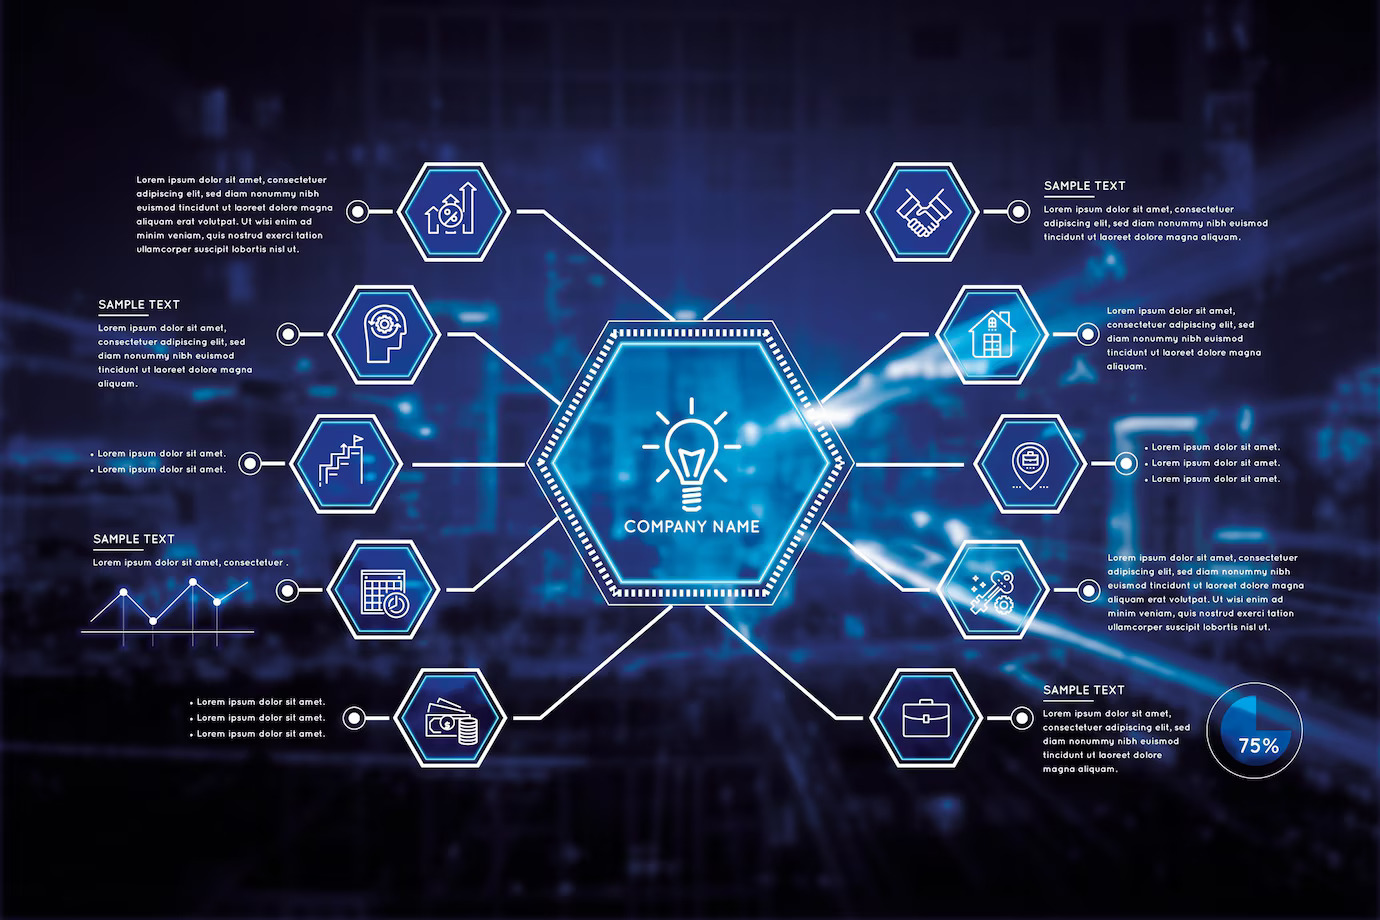 Lorem ipsum dolor sit amet, consectetuer
adipiscing elit, sed diam nonummy nibh
euismod tincidunt ut laoreet dolore magna
aliquam erat volutpat. Ut wisi enim ad
minim veniam, quis nostrud exerci tation
ullamcorper suscipit lobortis nisl ut.
SAMPLE TEXT
Lorem ipsum dolor sit amet,
consectetuer adipiscing elit, sed
diam nonummy nibh euismod
tincidunt ut laoreet dolore magna
aliquam.
• Lorem ipsum dolor sit amet.
• Lorem ipsum dolor sit amet.
SAMPLE TEXT
Lorem ipsum dolor sit amet, consectetuer .
• Lorem ipsum dolor sit amet.
• Lorem ipsum dolor sit amet.
• Lorem ipsum dolor sit amet.
%
COMPANY NAME
SAMPLE TEXT
Lorem ipsum dolor sit amet, consectetuer
adipiscing elit, sed diam nonummy nibh euismod
tincidunt ut laoreet dolore magna aliquam.
Lorem ipsum dolor sit amet,
consectetuer adipiscing elit, sed
diam nonummy nibh euismod
tincidunt ut laoreet dolore magna
aliquam.
• Lorem ipsum dolor sit amet.
• Lorem ipsum dolor sit amet.
• Lorem ipsum dolor sit amet.
Lorem ipsum dolor sit amet, consectetuer
adipiscing elit, sed diam nonummy nibh
euismod tincidunt ut laoreet dolore magna
aliquam erat volutpat. Ut wisi enim ad
minim veniam, quis nostrud exerci tation
ullamcorper suscipit lobortis nisl ut.
SAMPLE TEXT
Lorem ipsum dolor sit amet,
consectetuer adipiscing elit, sed
diam nonummy nibh euismod
tincidunt ut laoreet dolore
magna aliquam.
75%